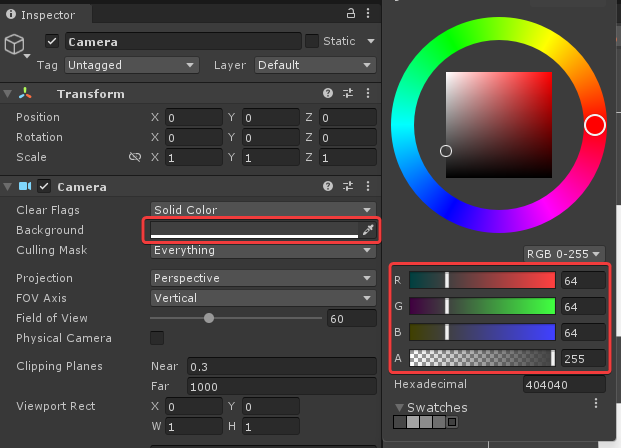 Inspector
Camera
Static
Tag Untagged Layer Default
Transform
Position X 0 Y 0 Z 0
Rotation X 0 Y 0 Z 0
Scale X 1 Y 1 Z 1
Camera
Clear Flags Solid Color
Background
Culling Mask Everything
Projection Perspective
FOV Axis Vertical
Field of View 60
Physical Camera
Clipping Planes Near 0.3
Far 1000
Viewport Rect X 0 Y 0
W 1 H 1
RGB 0-255
R 64
G 64
B 64
A 255
Hexadecimal 404040
Swatches